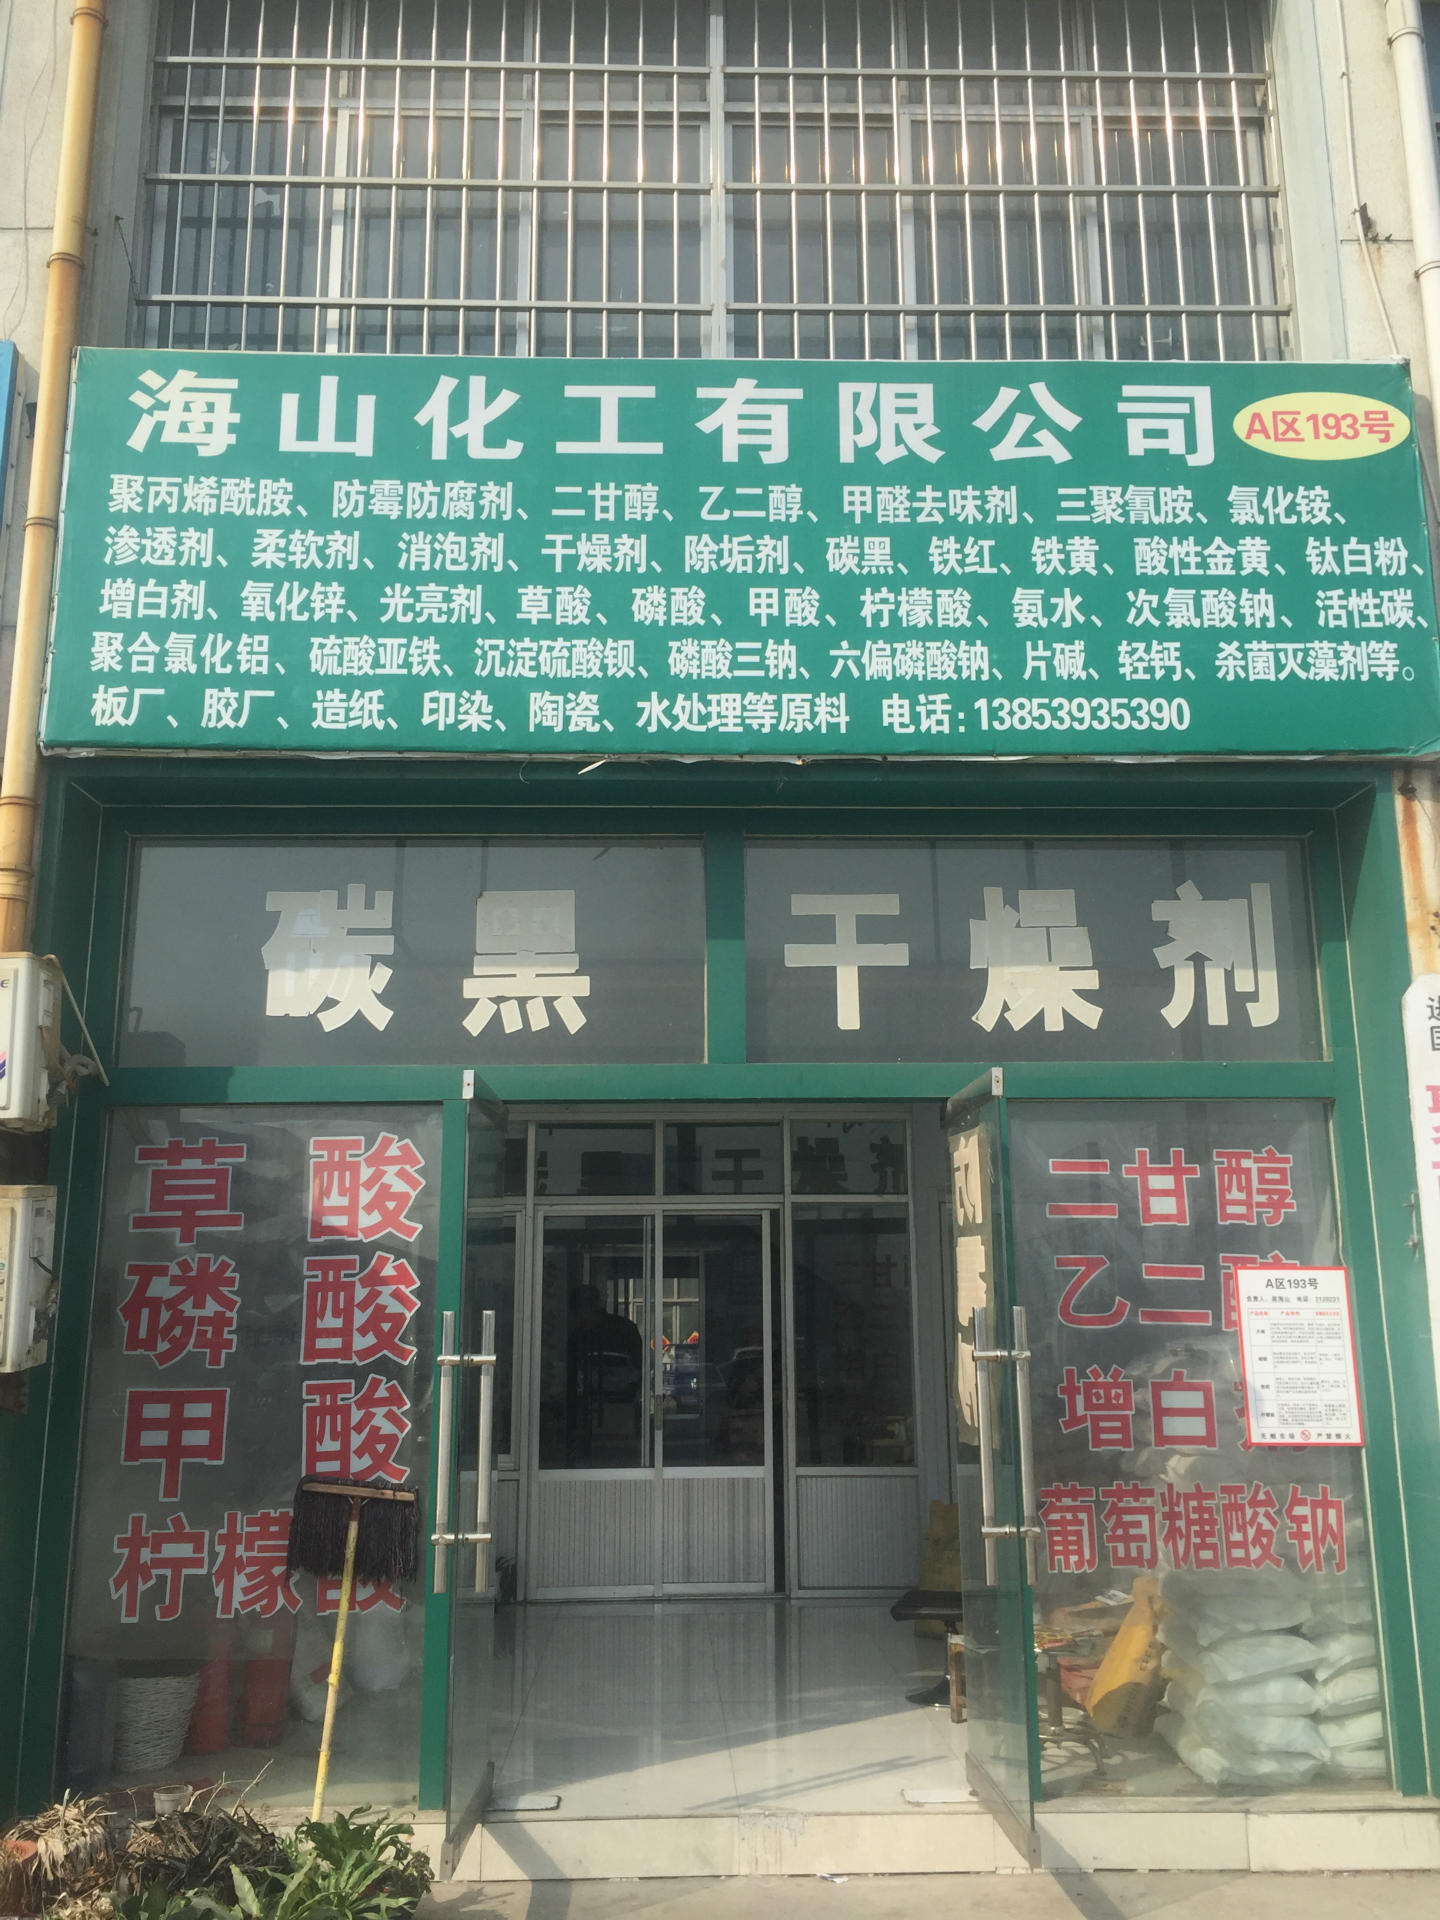 海山化工有限公司 A区193号
聚丙烯酰胺、防霉防腐剂、二甘醇、乙二醇、甲醛去味剂、三聚氰胺、氯化铵、
渗透剂、柔软剂、消泡剂、干燥剂、除垢剂、碳黑、铁红、铁黄、酸性金黄、钛白粉、
增白剂、氧化锌、光亮剂、草酸、磷酸、甲酸、柠檬酸、氨水、次氯酸钠、活性碳、
聚合氯化铝、硫酸亚铁、沉淀硫酸钡、磷酸三钠、六偏磷酸钠、片碱、轻钙、杀菌灭藻剂等。
板厂、胶厂、造纸、印染、陶瓷、水处理等原料 电话:13853935390
碳黑 干燥剂
草酸
磷酸
甲酸
柠檬酸
二甘醇
乙二醇
增白
葡萄糖酸钠
A区193号